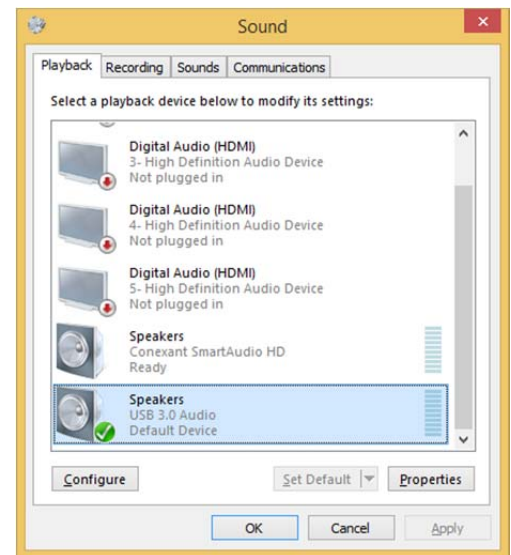 Sound
Playback Recording Sounds Communications
Select a playback device below to modify its settings:
Digital Audio (HDMI)
3- High Definition Audio Device
Not plugged in
Digital Audio (HDMI)
4- High Definition Audio Device
Not plugged in
Digital Audio (HDMI)
5- High Definition Audio Device
Not plugged in
Speakers
Conexant SmartAudio HD
Ready
Speakers
USB 3.0 Audio
Default Device
Configure Set Default Properties
OK Cancel Apply